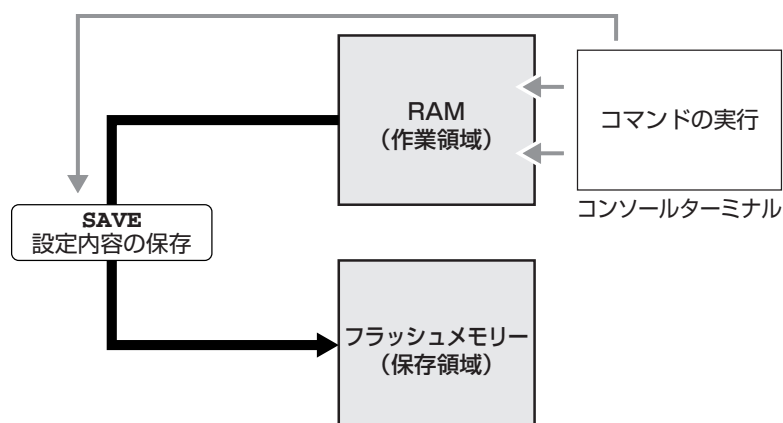 RAM
（作業領域）
コマンドの実行
コンソールターミナル
SAVE
設定内容の保存
フラッシュメモリー
（保存領域）